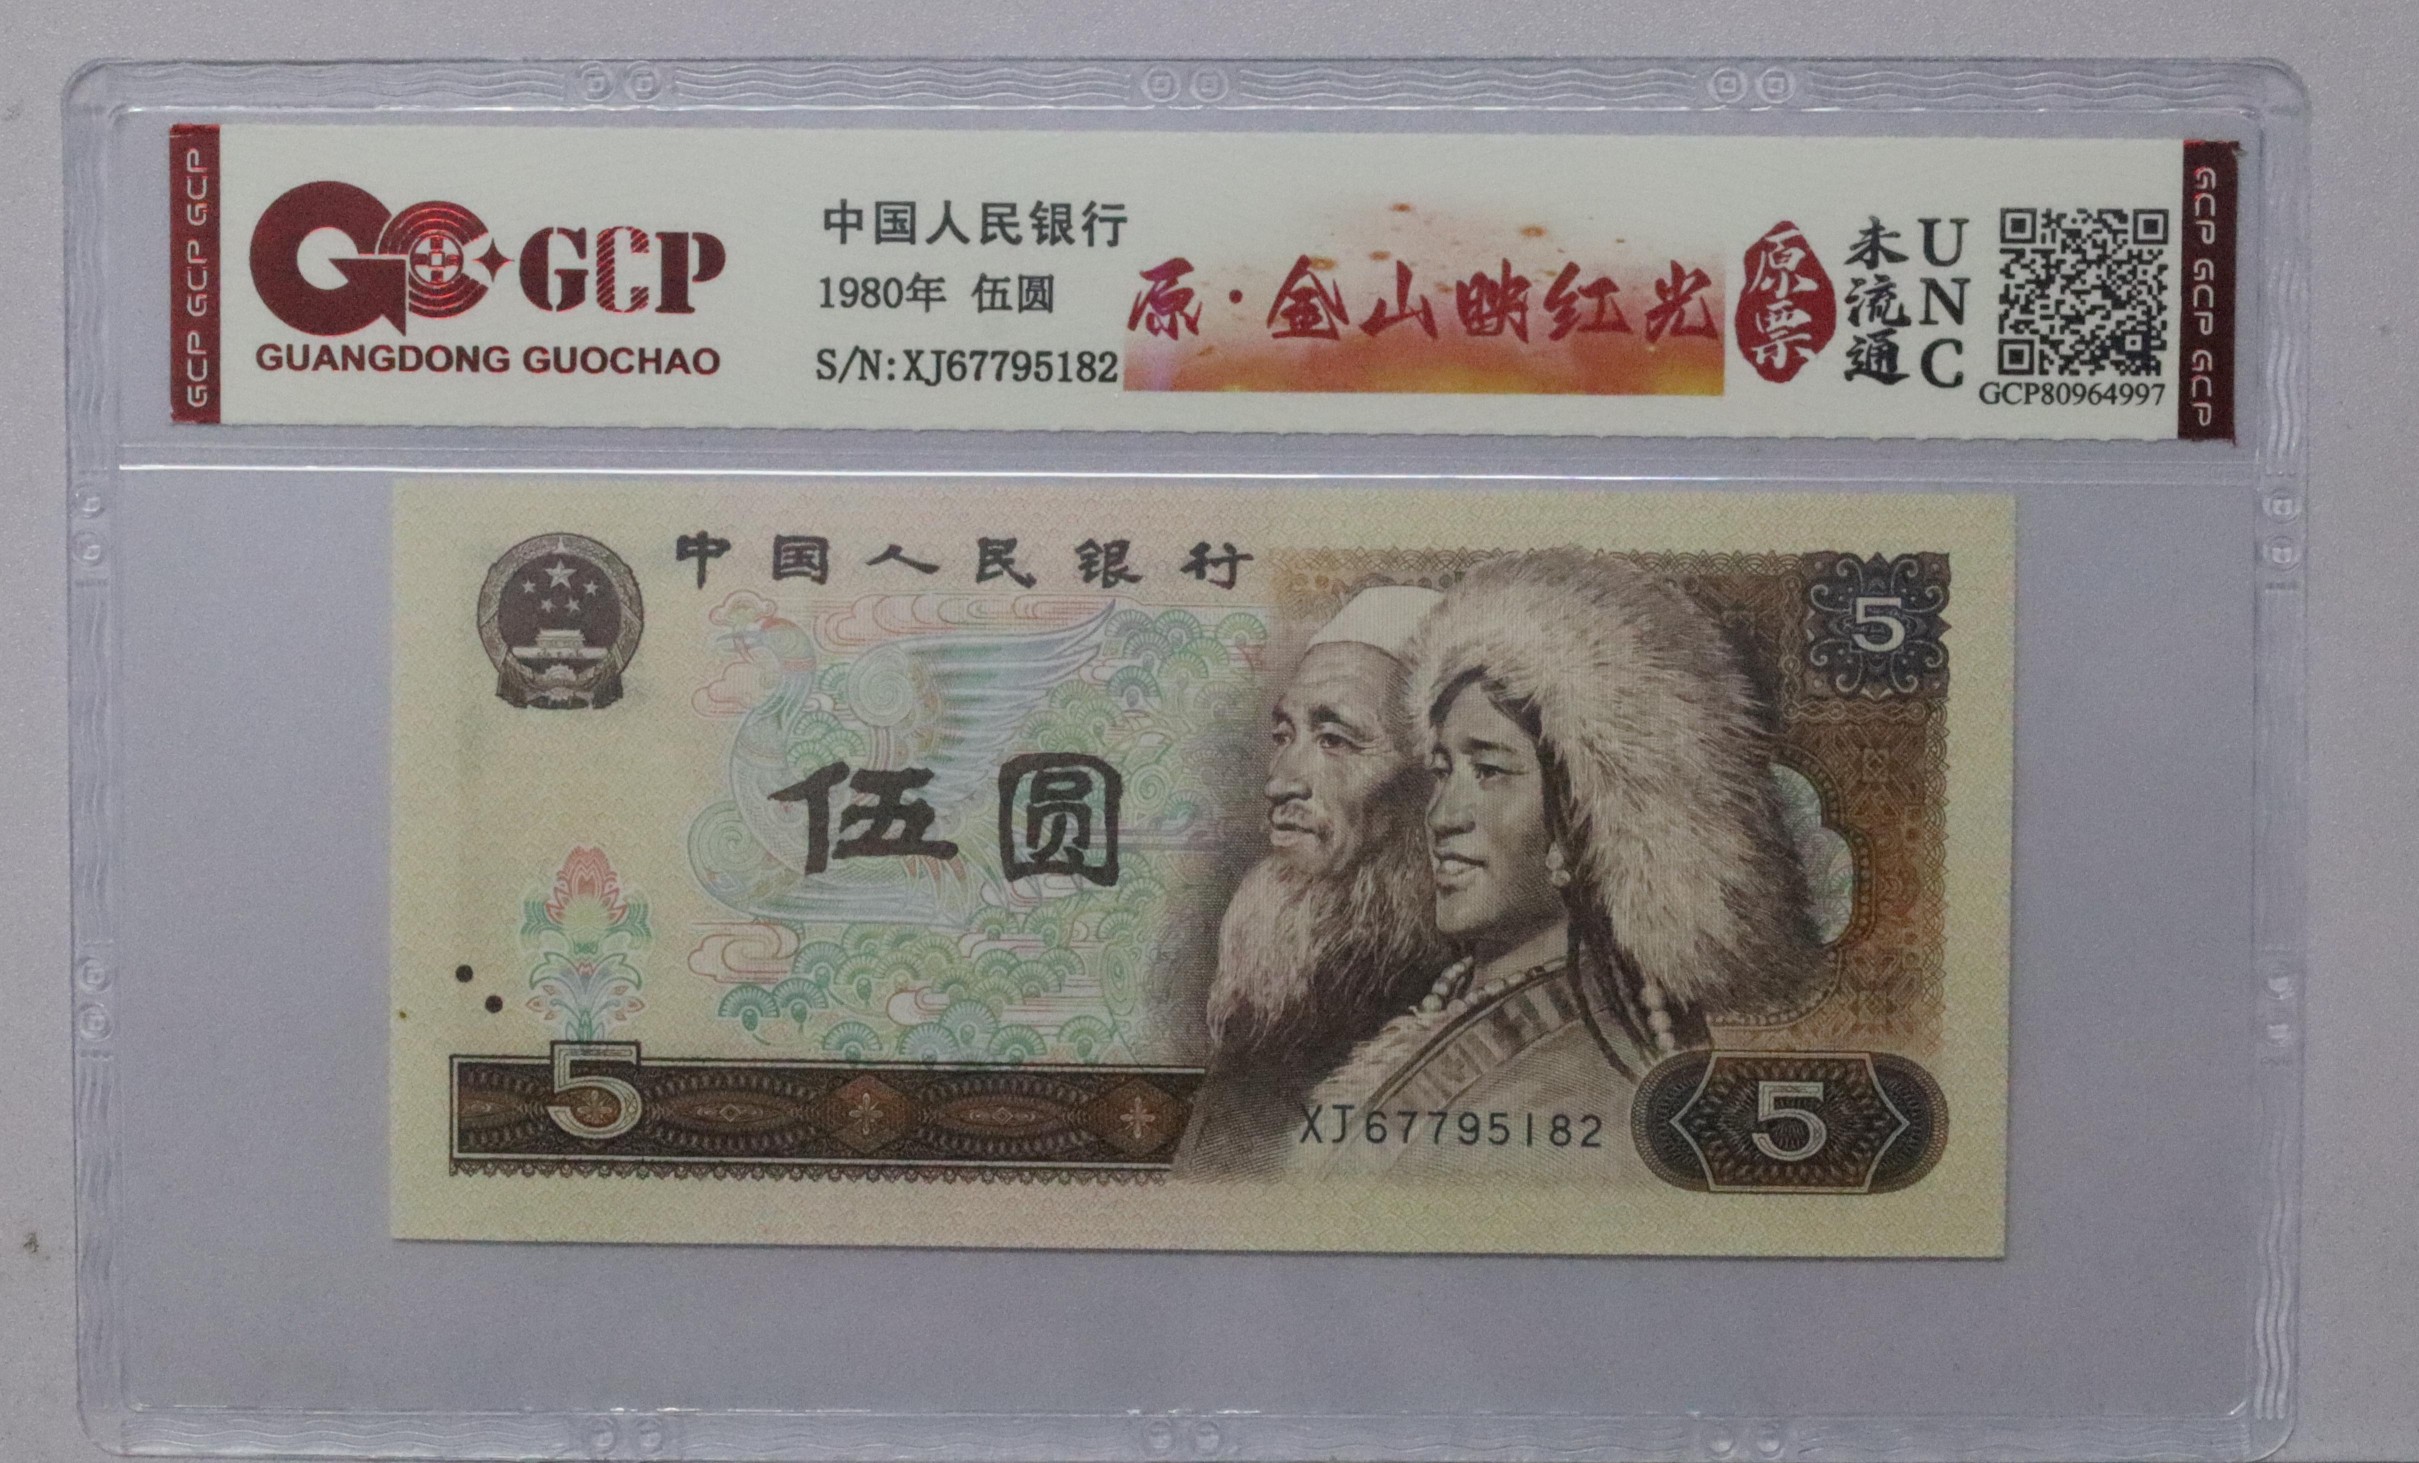 GCP GCP GCP
GCP
GUANGDONG GUOCHAO
中国人民银行
1980年 伍圆
S/N:XJ67795182
原·金山映红光
原票
未流通
UNC
GCP80964997
GCP GCP GCP
中国人民银行
5
伍圆
5
XJ67795182
5